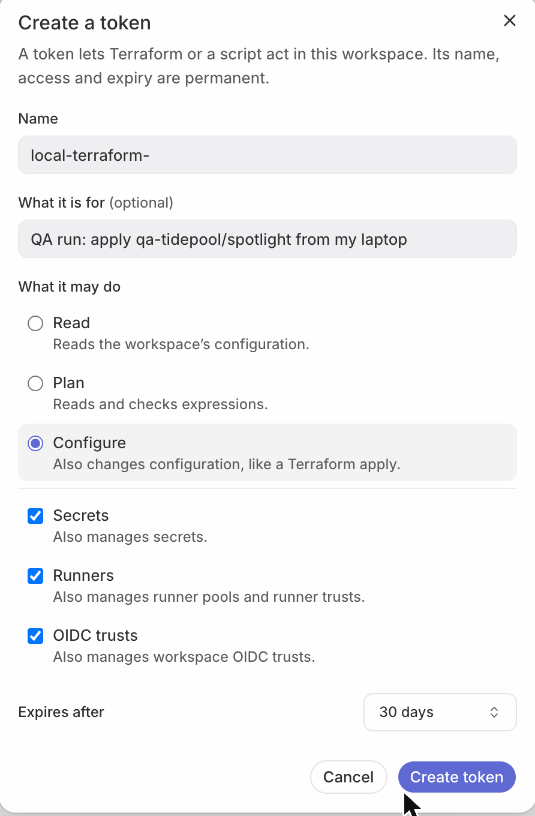 Create a token
A token lets Terraform or a script act in this workspace. Its name,
access and expiry are permanent.
Name
local-terraform-
What it is for (optional)
QA run: apply qa-tidepool/spotlight from my laptop
What it may do
Read
Reads the workspace’s configuration.
Plan
Reads and checks expressions.
Configure
Also changes configuration, like a Terraform apply.
Secrets
Also manages secrets.
Runners
Also manages runner pools and runner trusts.
OIDC trusts
Also manages workspace OIDC trusts.
Expires after
30 days
Cancel
Create token